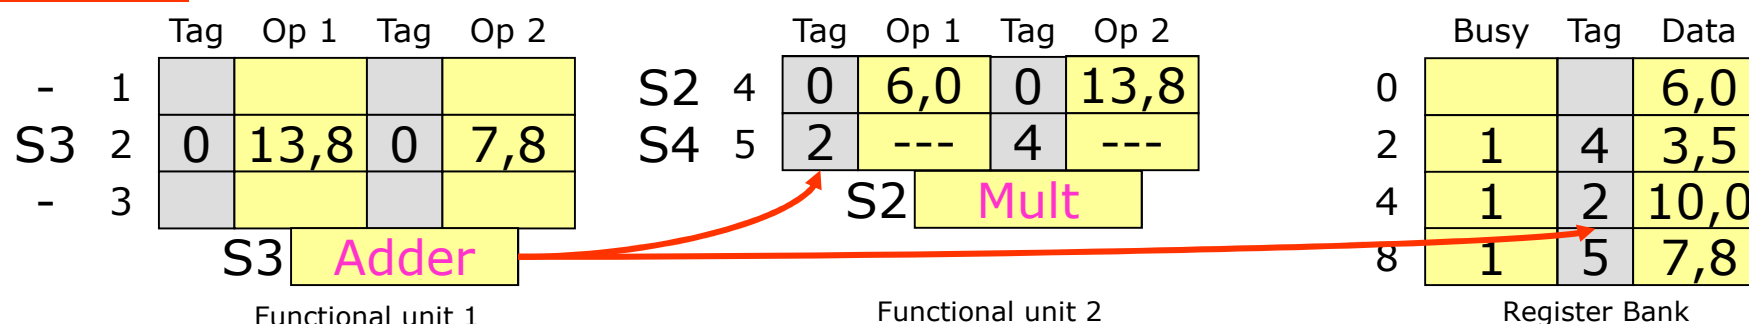 Tag Op 1 Tag Op 2 Tag Op 1 Tag Op 2 Busy Tag Data
- 1 S2 4 0 6,0 0 13,8 0 6,0
S3 2 0 13,8 0 7,8 S4 5 2 --- 4 --- 2 1 4 3,5
- 3 S2 Mult 4 1 2 10,0
S3 Adder 8 1 5 7,8
Functional unit 1 Functional unit 2 Register Bank